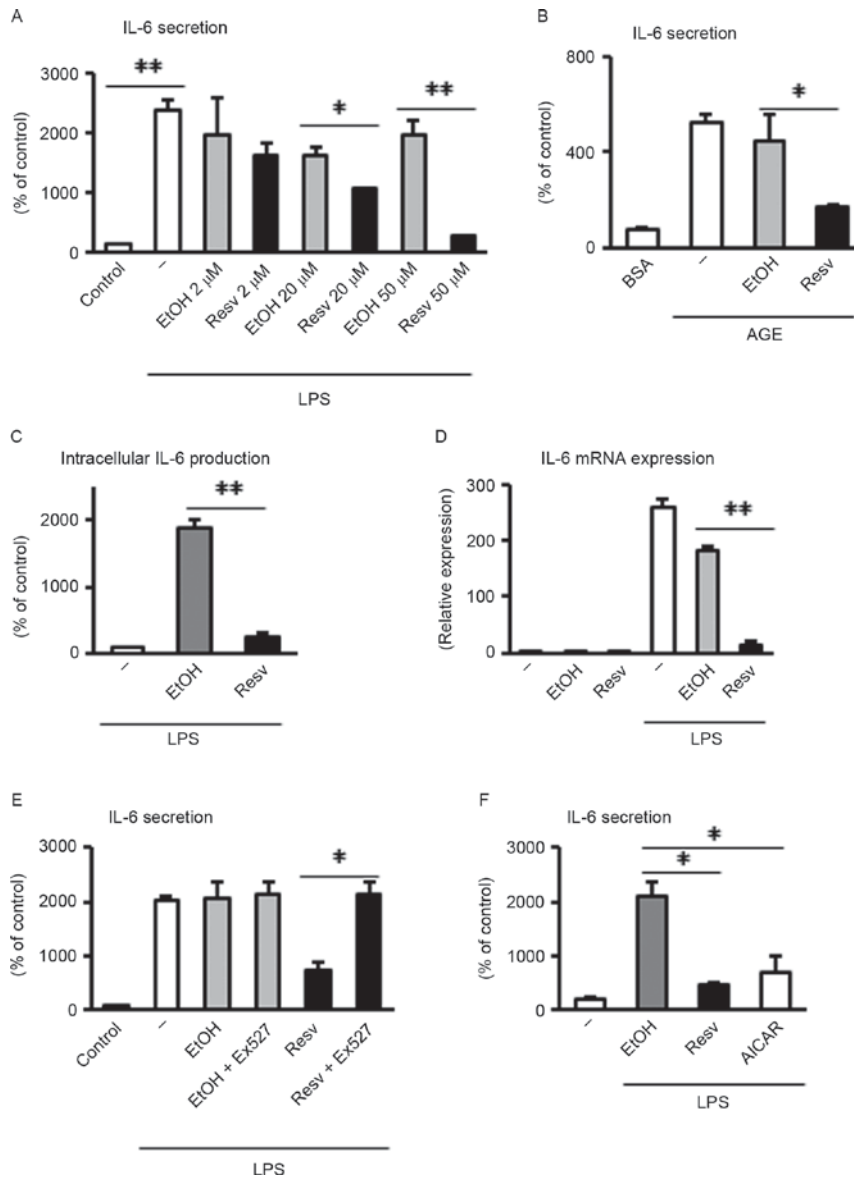 A
IL-6 secretion
(% of control)
3000
2000
1000
0
** * **
Control
–
EtOH 2 µM
Resv 2 µM
EtOH 20 µM
Resv 20 µM
EtOH 50 µM
Resv 50 µM
LPS
B
IL-6 secretion
(% of control)
800
400
0
*
BSA
–
EtOH
Resv
AGE
C
Intracellular IL-6 production
(% of control)
2000
1000
0
**
–
EtOH
Resv
LPS
D
IL-6 mRNA expression
(Relative expression)
300
200
100
0
**
–
EtOH
Resv
–
EtOH
Resv
LPS
E
IL-6 secretion
(% of control)
3000
2000
1000
0
*
Control
–
EtOH
EtOH + Ex527
Resv
Resv + Ex527
LPS
F
IL-6 secretion
(% of control)
3000
2000
1000
0
*
*
–
EtOH
Resv
AICAR
LPS